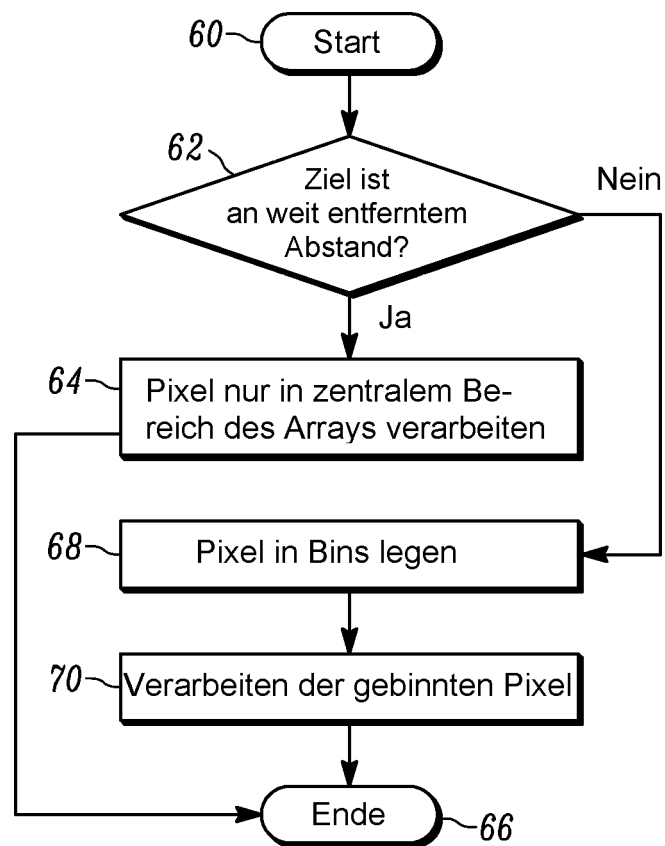 60
Start
62
Ziel ist
an weit entferntem
Abstand?
Nein
Ja
64
Pixel nur in zentralem Be-
reich des Arrays verarbeiten
68
Pixel in Bins legen
70
Verarbeiten der gebinnten Pixel
Ende
66